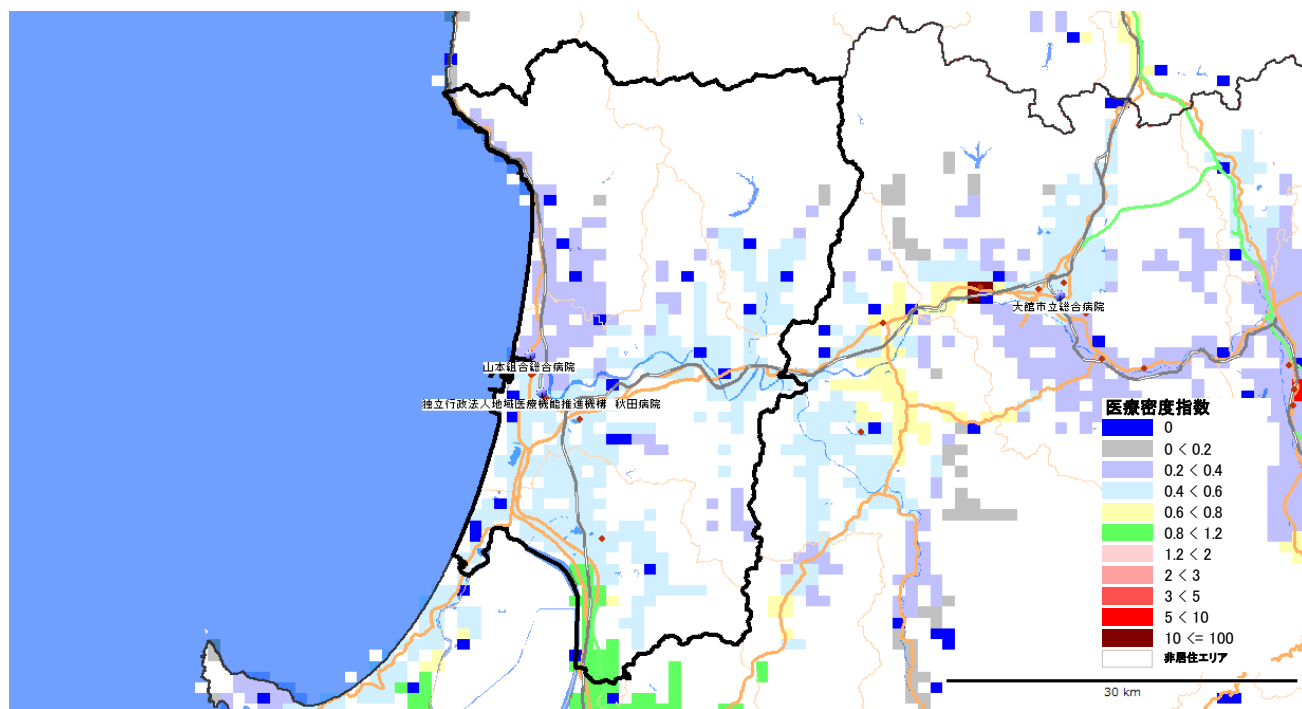 大館市立総合病院
山本組合総合病院
独立行政法人地域医療機能推進機構 秋田病院
医療密度指数
0
0 < 0.2
0.2 < 0.4
0.4 < 0.6
0.6 < 0.8
0.8 < 1.2
1.2 < 2
2 < 3
3 < 5
5 < 10
10 <= 100
非居住エリア
30 km